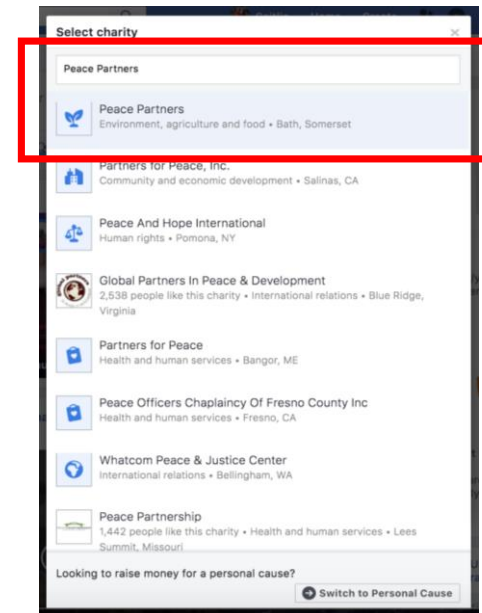 Select charity
Peace Partners
Peace Partners
Environment, agriculture and food • Bath, Somerset
Partners for Peace, Inc.
Community and economic development • Salinas, CA
Peace And Hope International
Human rights • Pomona, NY
Global Partners In Peace & Development
2,538 people like this charity • International relations • Blue Ridge,
Virginia
Partners for Peace
Health and human services • Bangor, ME
Peace Officers Chaplaincy Of Fresno County Inc
Health and human services • Fresno, CA
Whatcom Peace & Justice Center
International relations • Bellingham, WA
Peace Partnership
1,442 people like this charity • Health and human services • Lees
Summit, Missouri
Looking to raise money for a personal cause?
Switch to Personal Cause